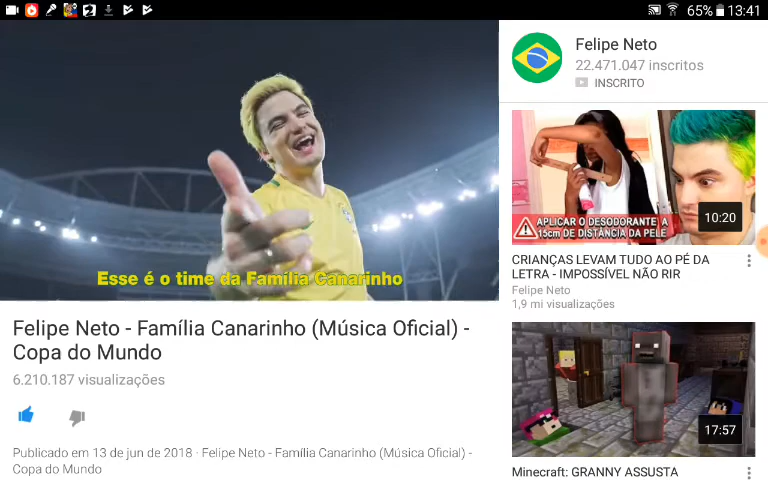 65% 13:41
Esse é o time da Família Canarinho
Felipe Neto - Família Canarinho (Música Oficial) -
Copa do Mundo
6.210.187 visualizações
Publicado em 13 de jun de 2018 · Felipe Neto - Família Canarinho (Música Oficial) -
Copa do Mundo
Felipe Neto
22.471.047 inscritos
INSCRITO
APLICAR O DESODORANTE A
15cm DE DISTÂNCIA DA PELE
10:20
CRIANÇAS LEVAM TUDO AO PÉ DA
LETRA - IMPOSSÍVEL NÃO RIR
Felipe Neto
1,9 mi visualizações
17:57
Minecraft: GRANNY ASSUSTA